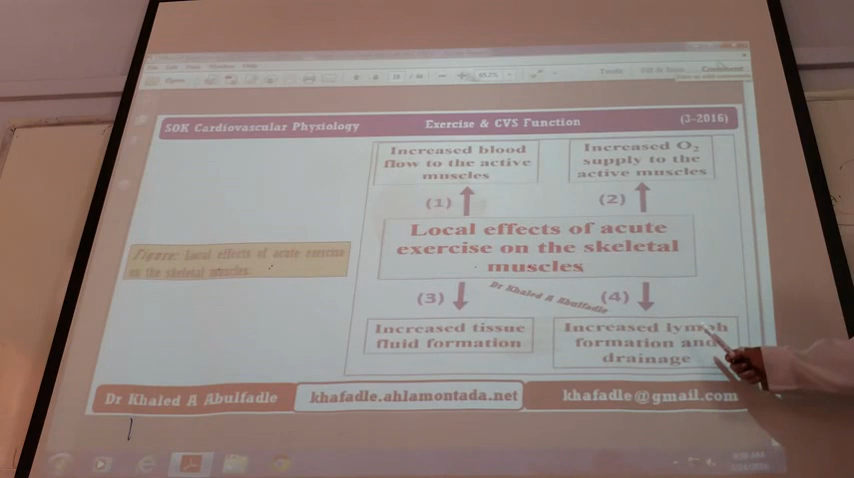 Open
SOK Cardiovascular Physiology
Exercise & CVS Function
(3-2016)
Increased blood
flow to the active
muscles
Increased O₂
supply to the
active muscles
(1)
(2)
Local effects of acute
exercise on the skeletal
muscles
Figure: Local effects of acute exercise
on the skeletal muscles.
Dr Khaled A Abulfadle
(3)
(4)
Increased tissue
fluid formation
Increased lymph
formation and
drainage
Dr Khaled A Abulfadle
khafadle.ahlamontada.net
khafadle@gmail.com